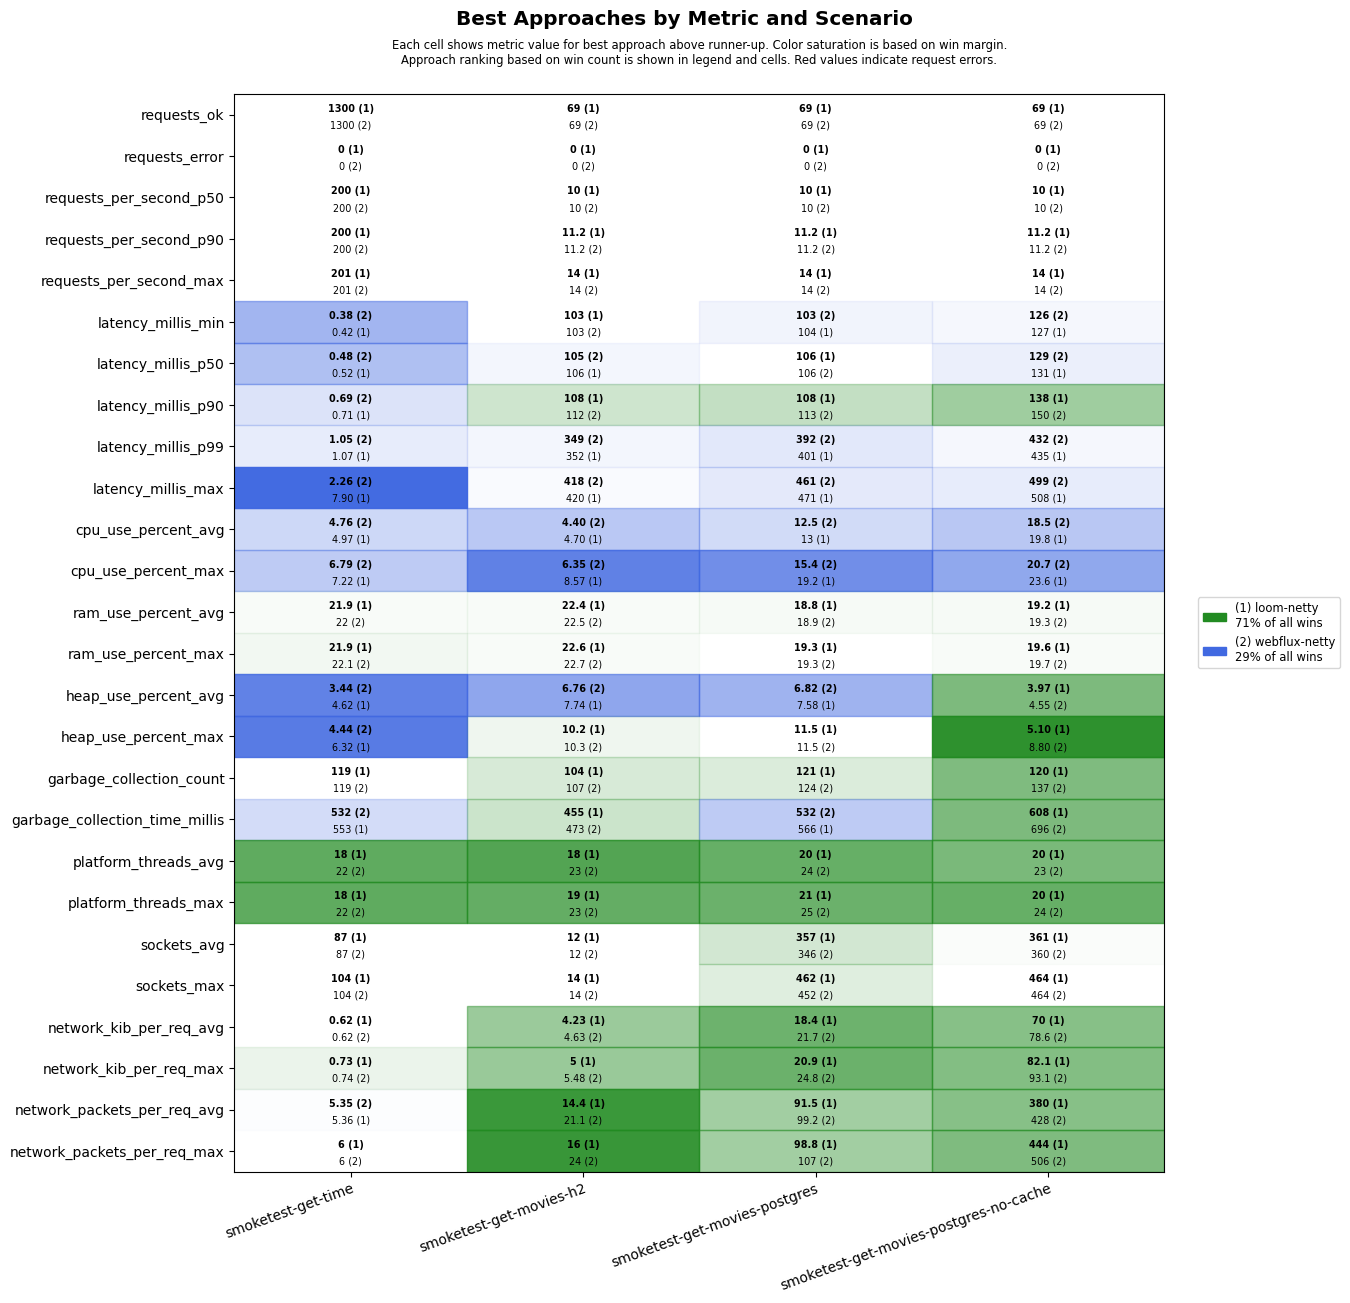 Best Approaches by Metric and Scenario
Each cell shows metric value for best approach above runner-up. Color saturation is based on win margin.
Approach ranking based on win count is shown in legend and cells. Red values indicate request errors.
requests_ok
1300 (1) 69 (1) 69 (1) 69 (1)
1300 (2) 69 (2) 69 (2) 69 (2)
requests_error
0 (1) 0 (1) 0 (1) 0 (1)
0 (2) 0 (2) 0 (2) 0 (2)
requests_per_second_p50
200 (1) 10 (1) 10 (1) 10 (1)
200 (2) 10 (2) 10 (2) 10 (2)
requests_per_second_p90
200 (1) 11.2 (1) 11.2 (1) 11.2 (1)
200 (2) 11.2 (2) 11.2 (2) 11.2 (2)
requests_per_second_max
201 (1) 14 (1) 14 (1) 14 (1)
201 (2) 14 (2) 14 (2) 14 (2)
latency_millis_min
0.38 (2) 103 (1) 103 (2) 126 (2)
0.42 (1) 103 (2) 104 (1) 127 (1)
latency_millis_p50
0.48 (2) 105 (2) 106 (1) 129 (2)
0.52 (1) 106 (1) 106 (2) 131 (1)
latency_millis_p90
0.69 (2) 108 (1) 108 (1) 138 (1)
0.71 (1) 112 (2) 113 (2) 150 (2)
latency_millis_p99
1.05 (2) 349 (2) 392 (2) 432 (2)
1.07 (1) 352 (1) 401 (1) 435 (1)
latency_millis_max
2.26 (2) 418 (2) 461 (2) 499 (2)
7.90 (1) 420 (1) 471 (1) 508 (1)
cpu_use_percent_avg
4.76 (2) 4.40 (2) 12.5 (2) 18.5 (2)
4.97 (1) 4.70 (1) 13 (1) 19.8 (1)
cpu_use_percent_max
6.79 (2) 6.35 (2) 15.4 (2) 20.7 (2)
7.22 (1) 8.57 (1) 19.2 (1) 23.6 (1)
ram_use_percent_avg
21.9 (1) 22.4 (1) 18.8 (1) 19.2 (1)
22 (2) 22.5 (2) 18.9 (2) 19.3 (2)
ram_use_percent_max
21.9 (1) 22.6 (1) 19.3 (1) 19.6 (1)
22.1 (2) 22.7 (2) 19.3 (2) 19.7 (2)
heap_use_percent_avg
3.44 (2) 6.76 (2) 6.82 (2) 3.97 (1)
4.62 (1) 7.74 (1) 7.58 (1) 4.55 (2)
heap_use_percent_max
4.44 (2) 10.2 (1) 11.5 (1) 5.10 (1)
6.32 (1) 10.3 (2) 11.5 (2) 8.80 (2)
garbage_collection_count
119 (1) 104 (1) 121 (1) 120 (1)
119 (2) 107 (2) 124 (2) 137 (2)
garbage_collection_time_millis
532 (2) 455 (1) 532 (2) 608 (1)
553 (1) 473 (2) 566 (1) 696 (2)
platform_threads_avg
18 (1) 18 (1) 20 (1) 20 (1)
22 (2) 23 (2) 24 (2) 23 (2)
platform_threads_max
18 (1) 19 (1) 21 (1) 20 (1)
22 (2) 23 (2) 25 (2) 24 (2)
sockets_avg
87 (1) 12 (1) 357 (1) 361 (1)
87 (2) 12 (2) 346 (2) 360 (2)
sockets_max
104 (1) 14 (1) 462 (1) 464 (1)
104 (2) 14 (2) 452 (2) 464 (2)
network_kib_per_req_avg
0.62 (1) 4.23 (1) 18.4 (1) 70 (1)
0.62 (2) 4.63 (2) 21.7 (2) 78.6 (2)
network_kib_per_req_max
0.73 (1) 5 (1) 20.9 (1) 82.1 (1)
0.74 (2) 5.48 (2) 24.8 (2) 93.1 (2)
network_packets_per_req_avg
5.35 (2) 14.4 (1) 91.5 (1) 380 (1)
5.36 (1) 21.1 (2) 99.2 (2) 428 (2)
network_packets_per_req_max
6 (1) 16 (1) 98.8 (1) 444 (1)
6 (2) 24 (2) 107 (2) 506 (2)
smoketest-get-time
smoketest-get-movies-h2
smoketest-get-movies-postgres
smoketest-get-movies-postgres-no-cache
(1) loom-netty
71% of all wins
(2) webflux-netty
29% of all wins